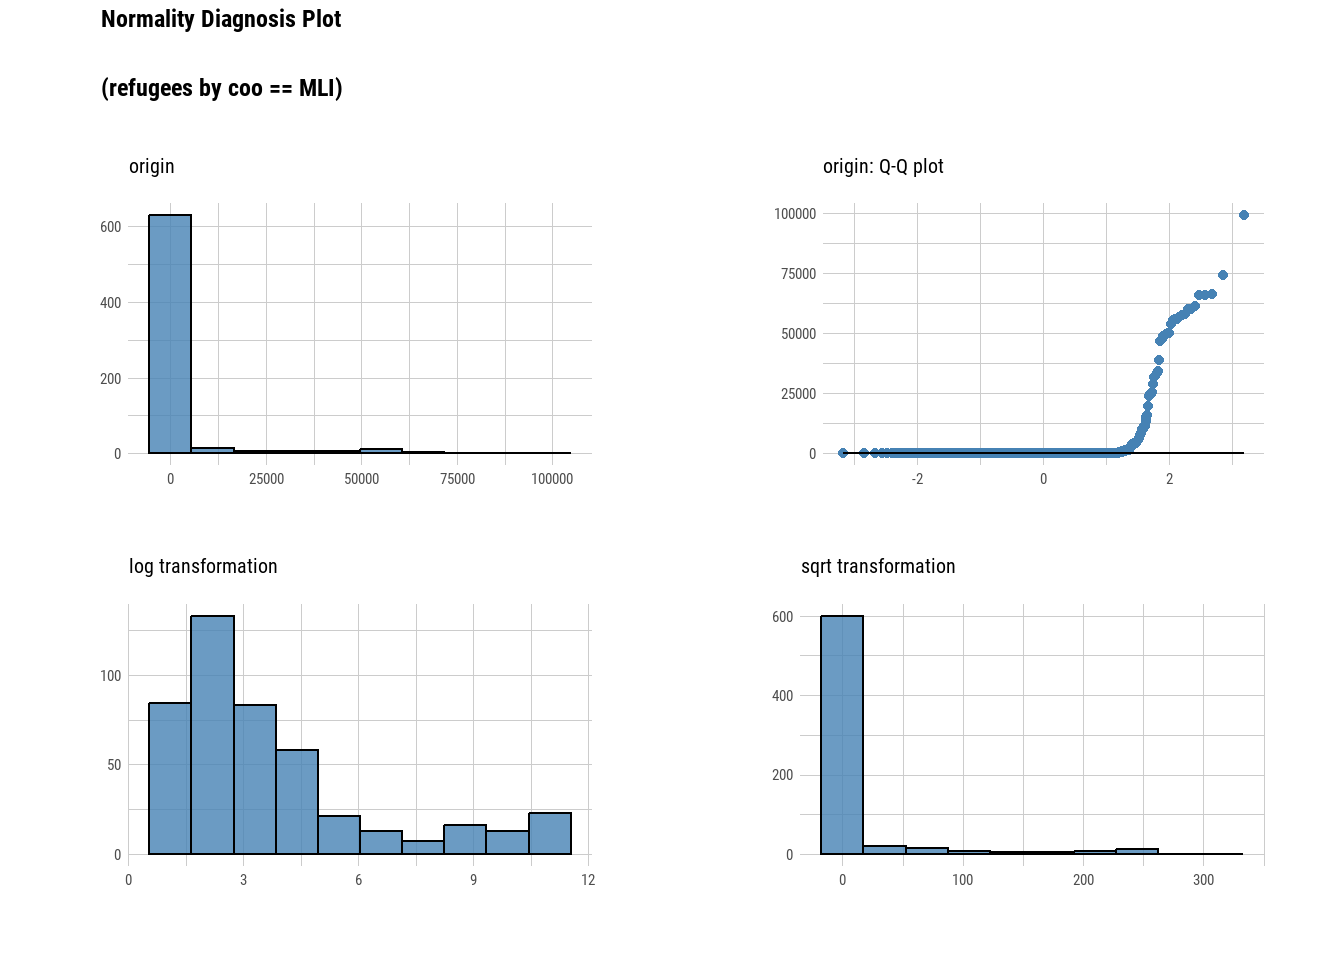 Normality Diagnosis Plot
(refugees by coo == MLI)
origin
600
400
200
0
0 25000 50000 75000 100000
origin: Q-Q plot
100000
75000
50000
25000
0
-2 0 2
log transformation
100
50
0
0 3 6 9 12
sqrt transformation
600
400
200
0
0 100 200 300